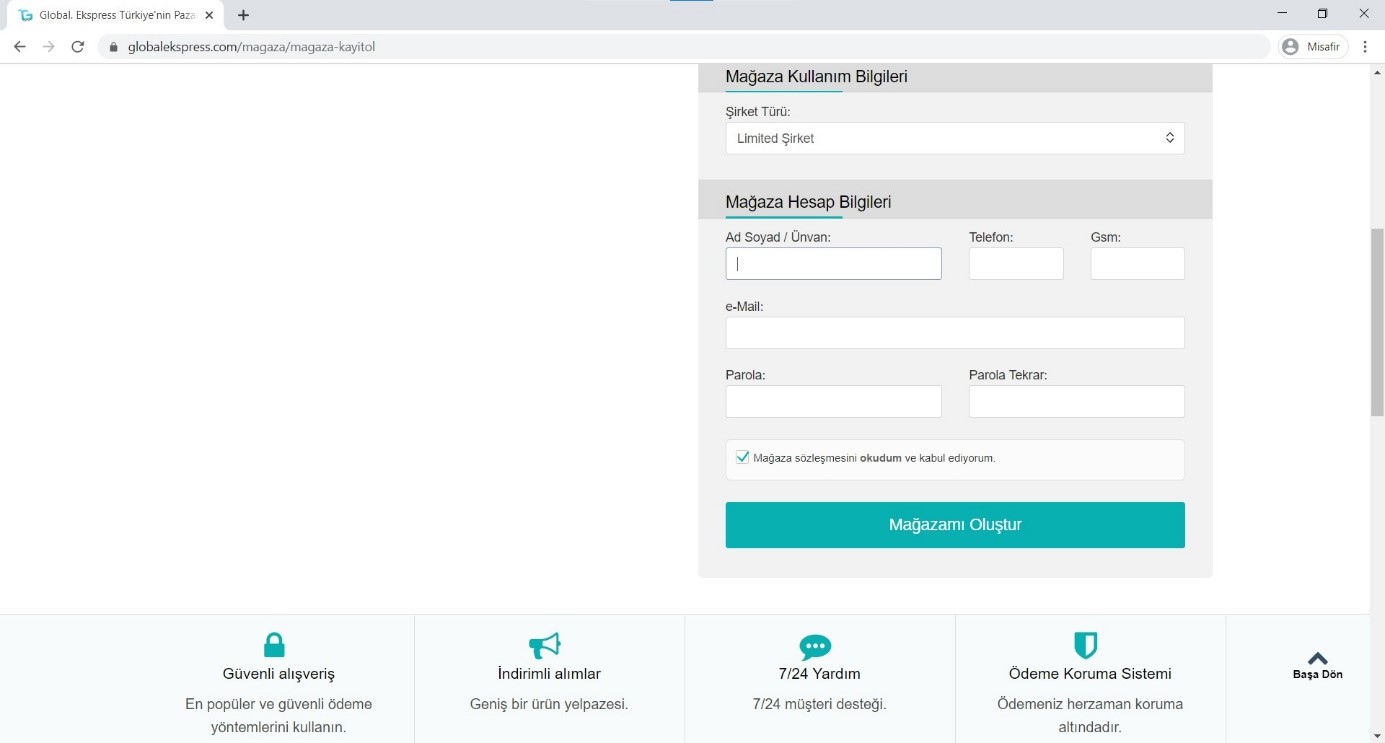 Global. Ekspress Türkiye'nin Paza
globalekspress.com/magaza/magaza-kayitol
Misafir
Mağaza Kullanım Bilgileri
Şirket Türü:
Limited Şirket
Mağaza Hesap Bilgileri
Ad Soyad / Ünvan: Telefon: Gsm:
e-Mail:
Parola: Parola Tekrar:
Mağaza sözleşmesini okudum ve kabul ediyorum.
Mağazamı Oluştur
Güvenli alışveriş
En popüler ve güvenli ödeme
yöntemlerini kullanın.
İndirimli alımlar
Geniş bir ürün yelpazesi.
7/24 Yardım
7/24 müşteri desteği.
Ödeme Koruma Sistemi
Ödemeniz herzaman koruma
altındadır.
Başa Dön